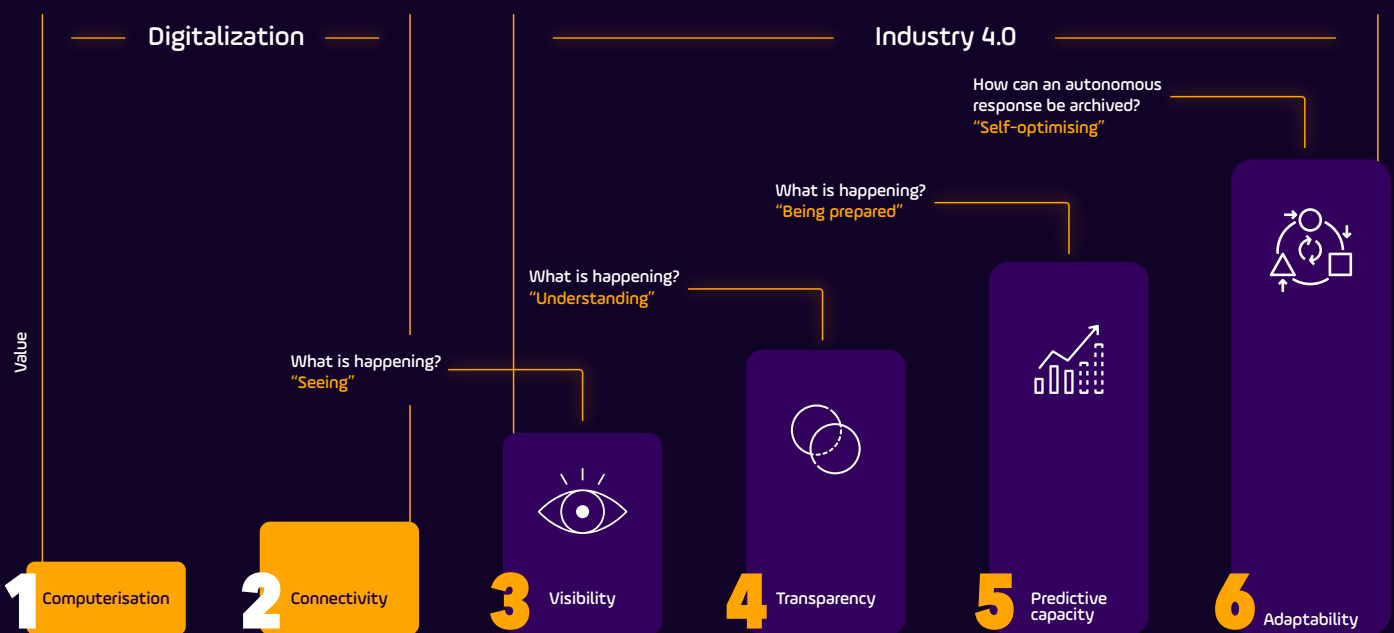 Digitalization
Industry 4.0
How can an autonomous
response be archived?
“Self-optimising”
What is happening?
“Being prepared”
What is happening?
“Understanding”
What is happening?
“Seeing”
Value
1 Computerisation
2 Connectivity
3 Visibility
4 Transparency
5 Predictive
capacity
6 Adaptability